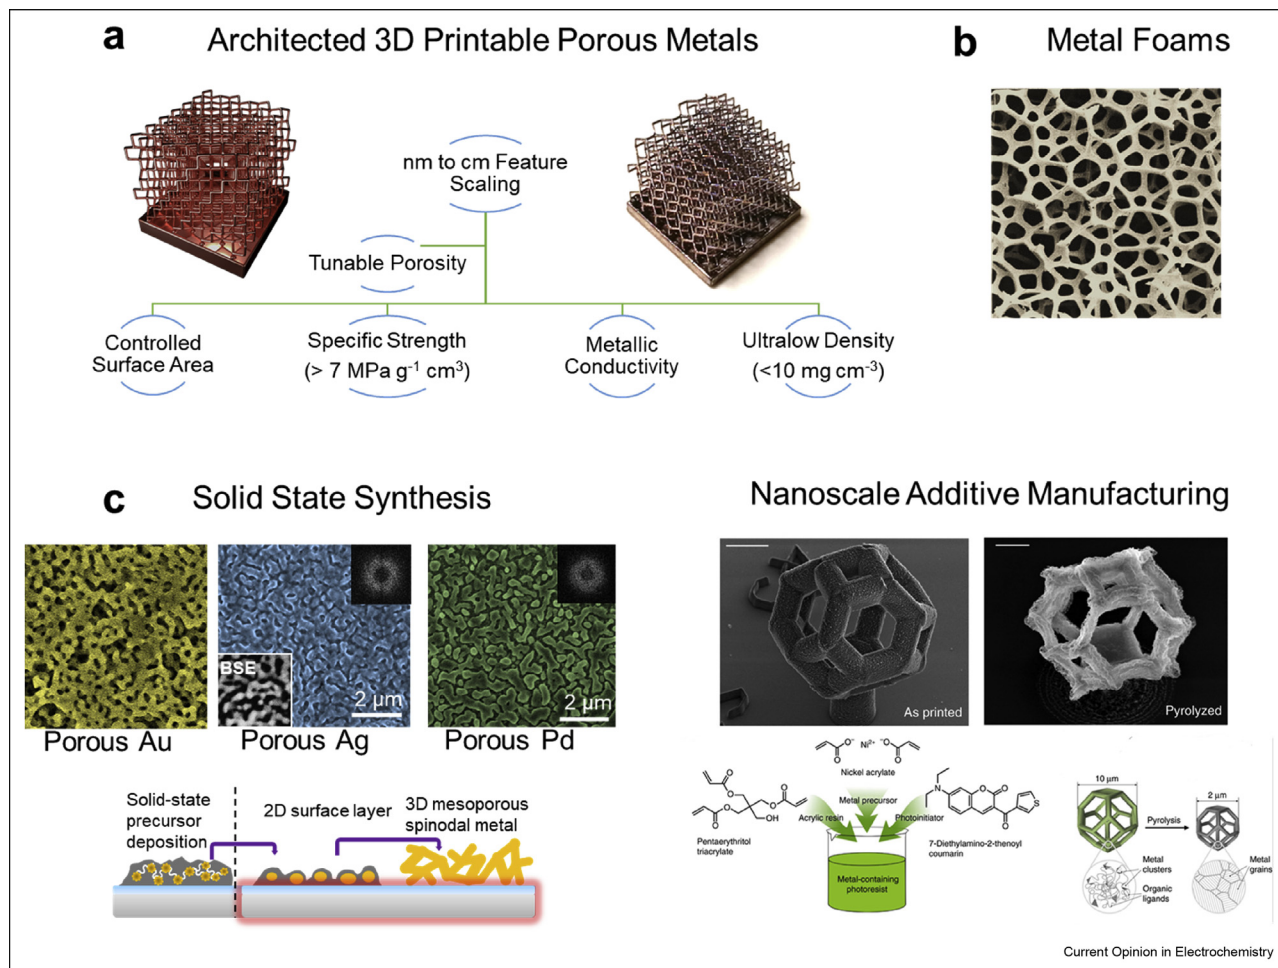 a
Architected 3D Printable Porous Metals
nm to cm Feature
Scaling
Tunable Porosity
Controlled
Surface Area
Specific Strength
(> 7 MPa g⁻¹ cm³)
Metallic
Conductivity
Ultralow Density
(<10 mg cm⁻³)
b
Metal Foams
c
Solid State Synthesis
BSE
2 µm
2 µm
Porous Au
Porous Ag
Porous Pd
Solid-state
precursor
deposition
2D surface layer
3D mesoporous
spinodal metal
Nanoscale Additive Manufacturing
As printed
Pyrolyzed
O
O⁻ Ni²⁺ ⁻O
O
Nickel acrylate
Metal precursor
Acrylic resin
Photoinitiator
O
O
O
O
O
O
OH
Pentaerythritol
triacrylate
N
O
O
O
S
7-Diethylamino-2-thenoyl
coumarin
Metal-containing
photoresist
10 µm
2 µm
Pyrolysis
Metal
clusters
Organic
ligands
Metal
grains
Current Opinion in Electrochemistry